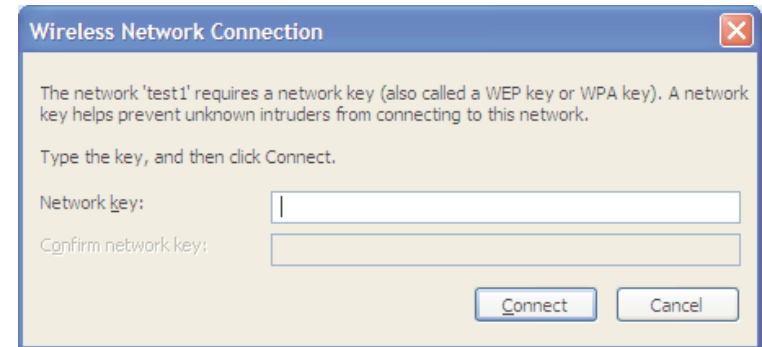 Wireless Network Connection
The network 'test1' requires a network key (also called a WEP key or WPA key). A network
key helps prevent unknown intruders from connecting to this network.
Type the key, and then click Connect.
Network key:
Confirm network key:
Connect Cancel